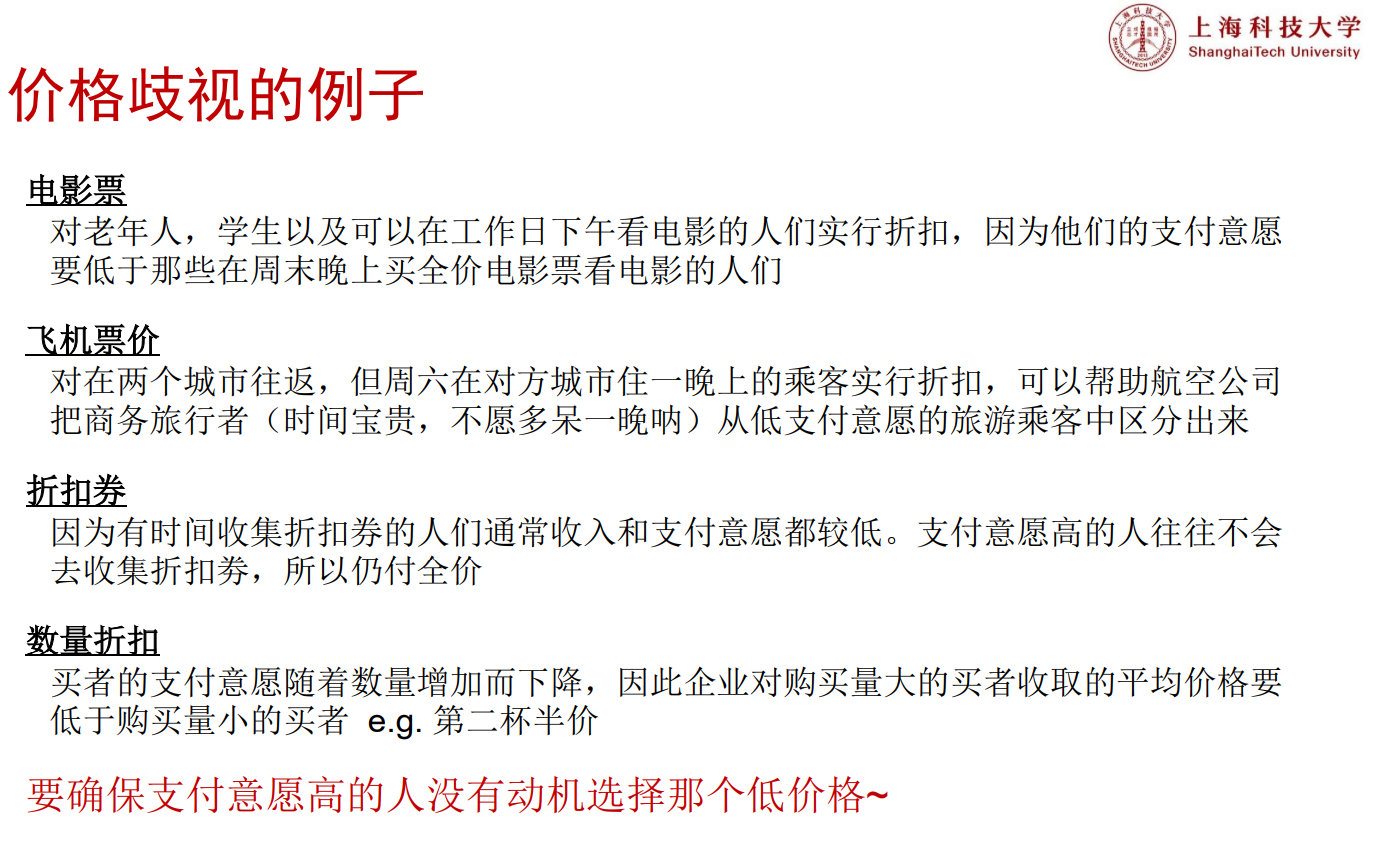 上海科技大学
ShanghaiTech University
价格歧视的例子
电影票
对老年人，学生以及可以在工作日下午看电影的人们实行折扣，因为他们的支付意愿
要低于那些在周末晚上买全价电影票看电影的人们
飞机票价
对在两个城市往返，但周六在对方城市住一晚上的乘客实行折扣，可以帮助航空公司
把商务旅行者（时间宝贵，不愿多呆一晚呐）从低支付意愿的旅游乘客中区分出来
折扣券
因为有时间收集折扣券的人们通常收入和支付意愿都较低。支付意愿高的人往往不会
去收集折扣劵，所以仍付全价
数量折扣
买者的支付意愿随着数量增加而下降，因此企业对购买量大的买者收取的平均价格要
低于购买量小的买者 e.g. 第二杯半价
要确保支付意愿高的人没有动机选择那个低价格~